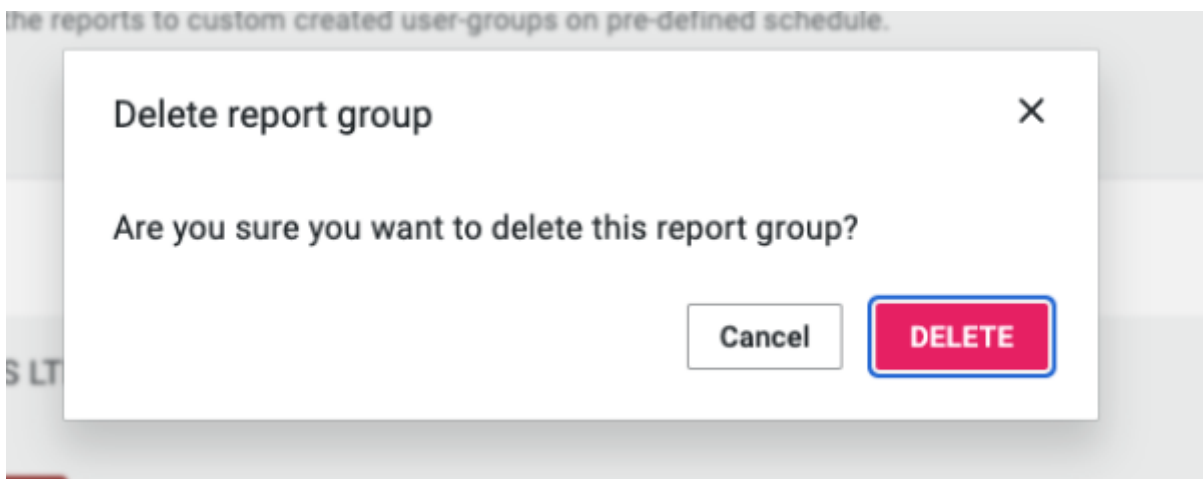 the reports to custom created user-groups on pre-defined schedule.
Delete report group
Are you sure you want to delete this report group?
Cancel
DELETE
S LT